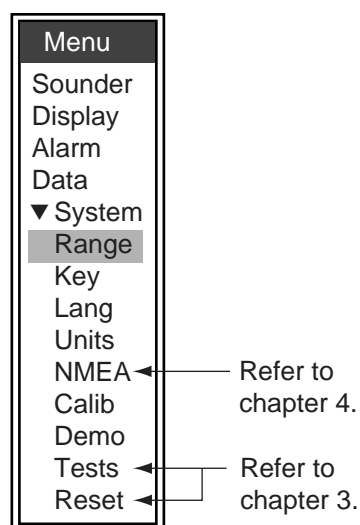 Menu
Sounder
Display
Alarm
Data
▼ System
Range
Key
Lang
Units
NMEA
Calib
Demo
Tests
Reset
Refer to
chapter 4.
Refer to
chapter 3.